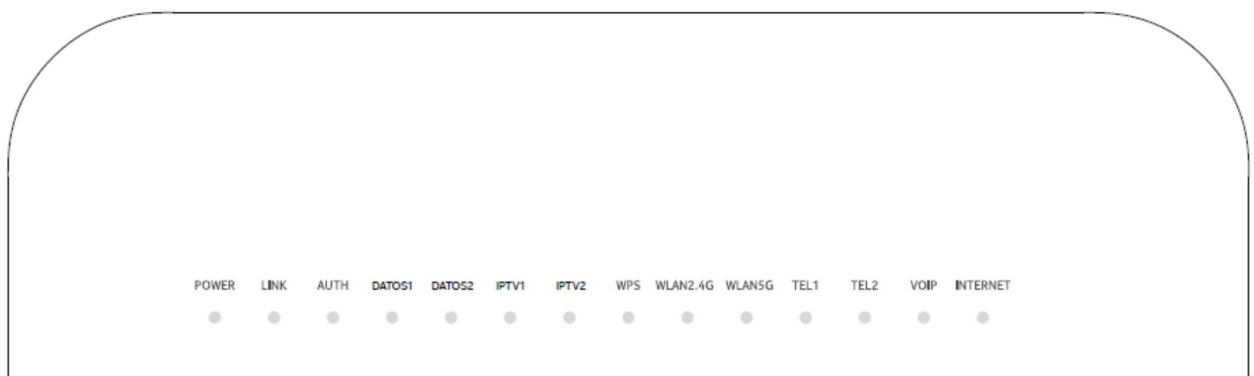 POWER LINK AUTH DATOS1 DATOS2 IPTV1 IPTV2 WPS WLAN2.4G WLAN5G TEL1 TEL2 VOIP INTERNET